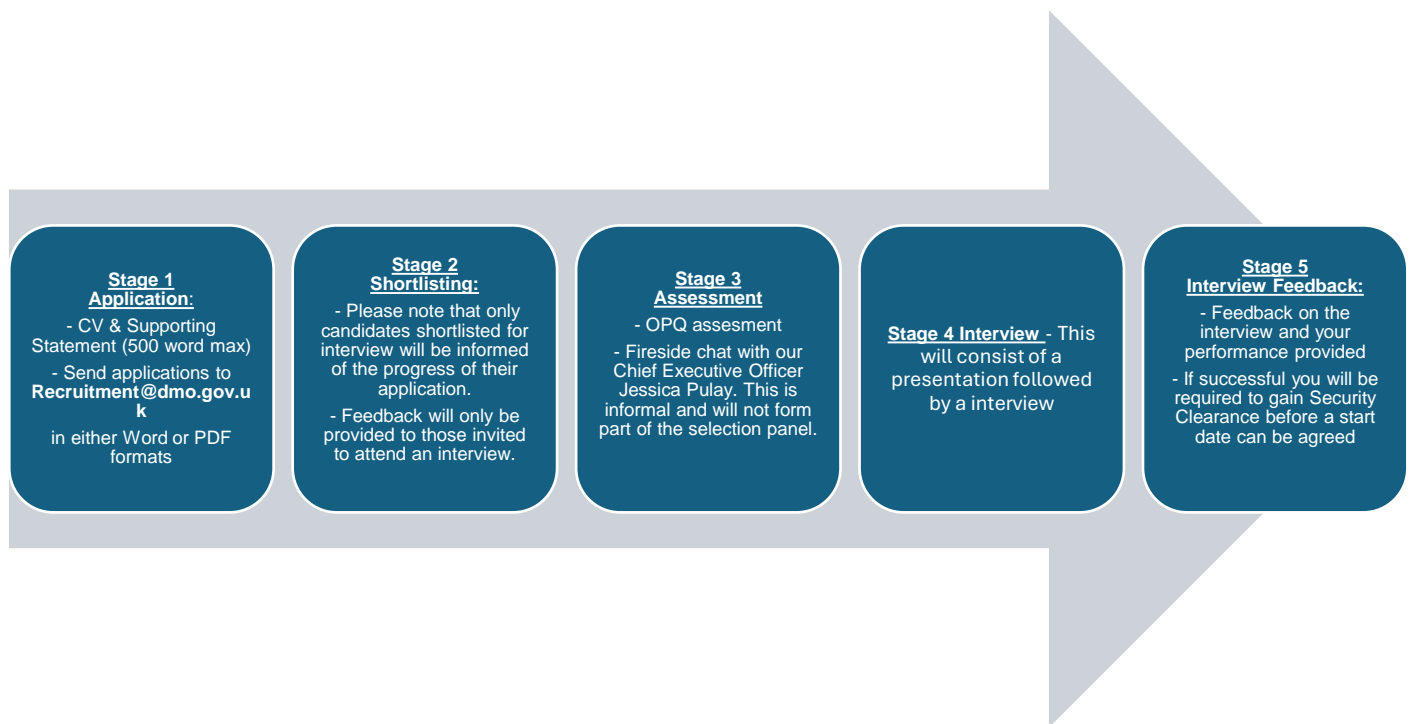 Stage 1
Application:
- CV & Supporting
Statement (500 word max)
- Send applications to
Recruitment@dmo.gov.u
k
in either Word or PDF
formats
Stage 2
Shortlisting:
- Please note that only
candidates shortlisted for
interview will be informed
of the progress of their
application.
- Feedback will only be
provided to those invited
to attend an interview.
Stage 3
Assessment
- OPQ assesment
- Fireside chat with our
Chief Executive Officer
Jessica Pulay. This is
informal and will not form
part of the selection panel.
Stage 4 Interview - This
will consist of a
presentation followed
by a interview
Stage 5
Interview Feedback:
- Feedback on the
interview and your
performance provided
- If successful you will be
required to gain Security
Clearance before a start
date can be agreed